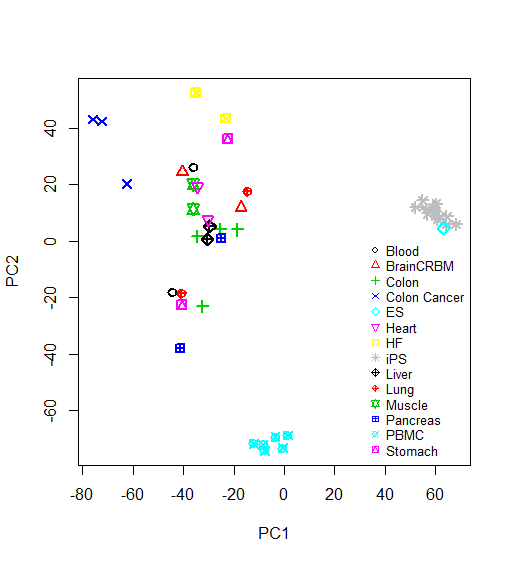 PC2
40
20
0
-20
-40
-60
Blood
BrainCRBM
Colon
Colon Cancer
ES
Heart
HF
iPS
Liver
Lung
Muscle
Pancreas
PBMC
Stomach
-80 -60 -40 -20 0 20 40 60
PC1